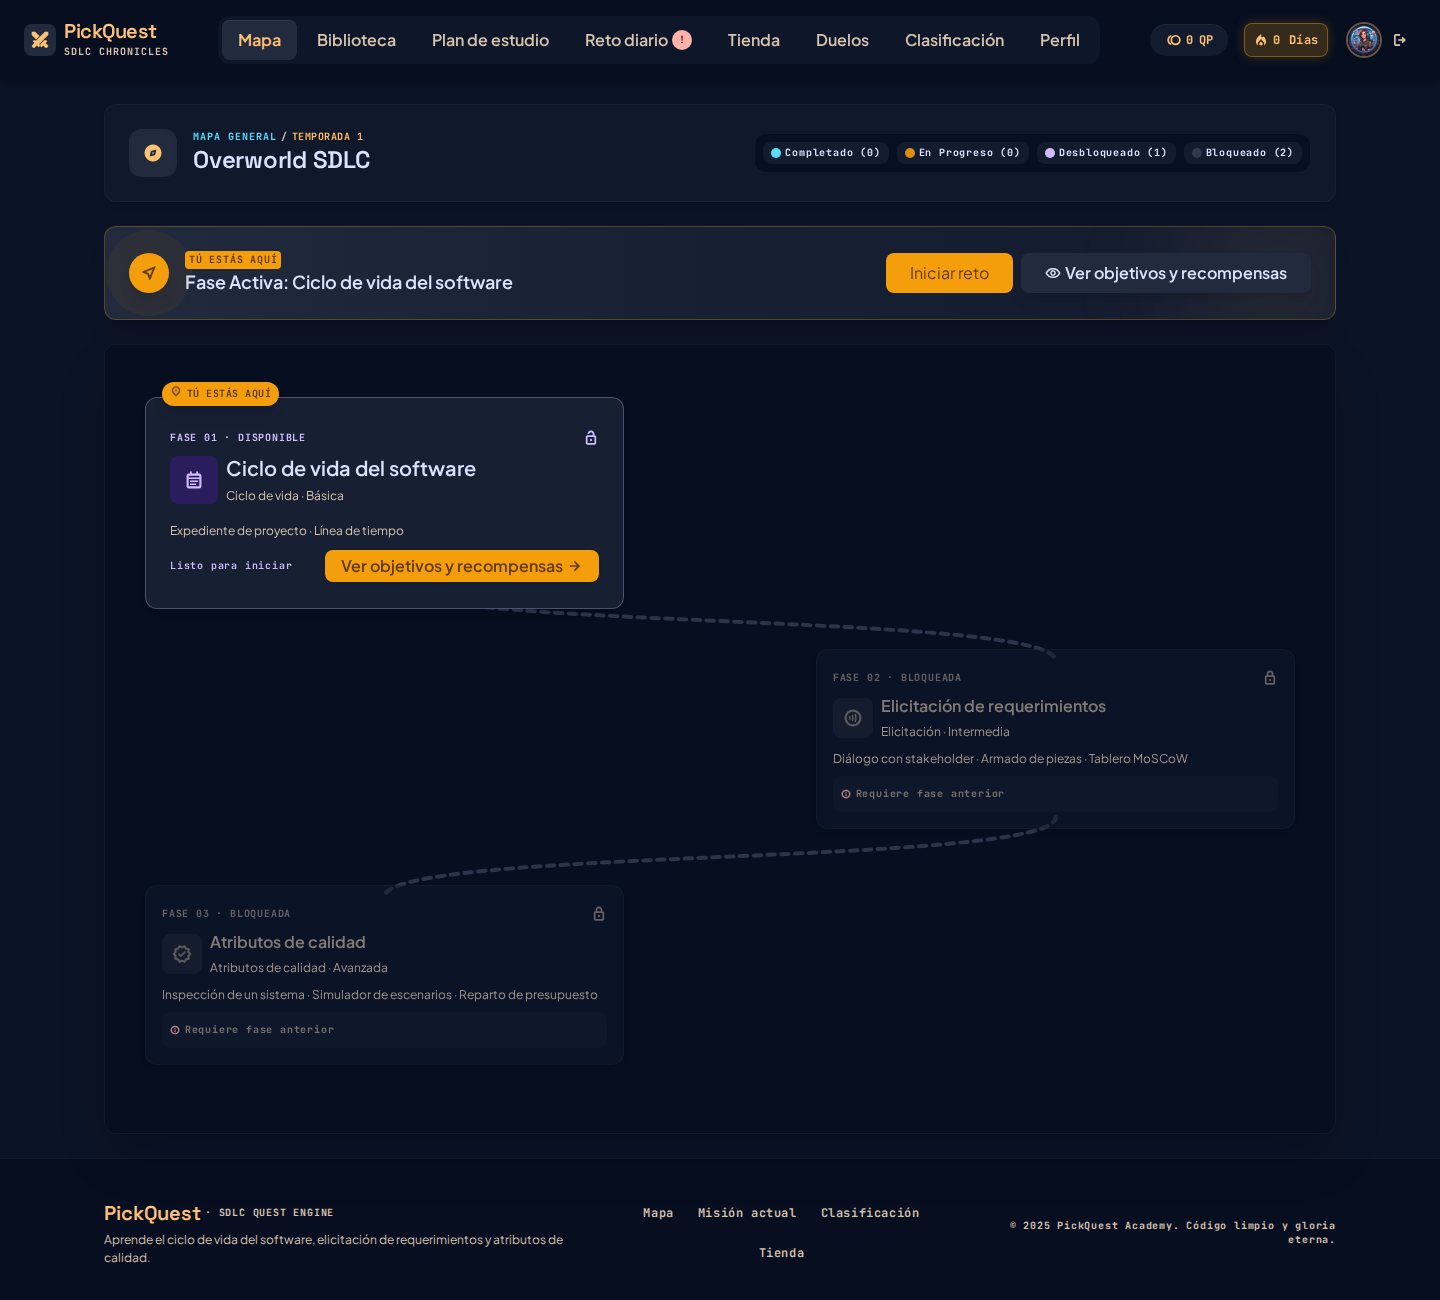 PickQuest
SDLC CHRONICLES
Mapa
Biblioteca
Plan de estudio
Reto diario !
Tienda
Duelos
Clasificación
Perfil
0 QP
0 Días
MAPA GENERAL / TEMPORADA 1
Overworld SDLC
Completado (0)
En Progreso (0)
Desbloqueado (1)
Bloqueado (2)
TÚ ESTÁS AQUÍ
Fase Activa: Ciclo de vida del software
Iniciar reto
Ver objetivos y recompensas
TÚ ESTÁS AQUÍ
FASE 01 · DISPONIBLE
Ciclo de vida del software
Ciclo de vida · Básica
Expediente de proyecto · Línea de tiempo
Listo para iniciar
Ver objetivos y recompensas →
FASE 02 · BLOQUEADA
Elicitación de requerimientos
Elicitación · Intermedia
Diálogo con stakeholder · Armado de piezas · Tablero MoSCoW
Requiere fase anterior
FASE 03 · BLOQUEADA
Atributos de calidad
Atributos de calidad · Avanzada
Inspección de un sistema · Simulador de escenarios · Reparto de presupuesto
Requiere fase anterior
PickQuest · SDLC QUEST ENGINE
Aprende el ciclo de vida del software, elicitación de requerimientos y atributos de
calidad.
Mapa
Misión actual
Clasificación
Tienda
© 2025 PickQuest Academy. Código limpio y gloria
eterna.